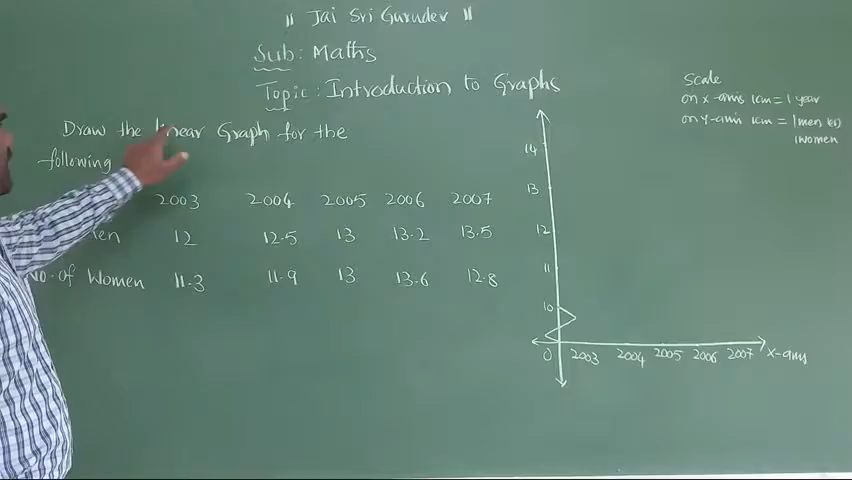 " Jai Sri Gurudev "
Sub: Maths
Topic: Introduction to Graphs
Draw the linear Graph for the
following
2003 2004 2005 2006 2007
12 12.5 13 13.2 13.5
No. of Women 11.3 11.9 13 13.6 12.8
Scale
on x-axis 1cm = 1 year
on Y-axis 1cm = 1men (or)
1women
14
13
12
11
10
0 2003 2004 2005 2006 2007 x-axis